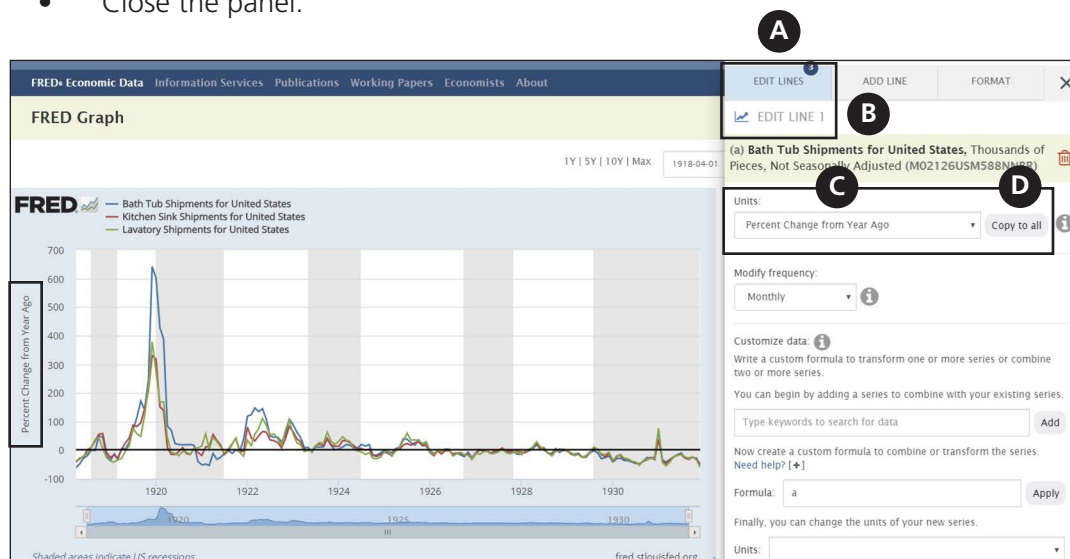 • Close the panel.
A
FRED® Economic Data Information Services Publications Working Papers Economists About
EDIT LINES 3 ADD LINE FORMAT X
FRED Graph
EDIT LINE 1 B
1Y | 5Y | 10Y | Max 1918-04-01
(a) Bath Tub Shipments for United States, Thousands of
Pieces, Not Seasonally Adjusted (M02126USM588NNBR)
C D
FRED
Bath Tub Shipments for United States
Kitchen Sink Shipments for United States
Lavatory Shipments for United States
Units:
Percent Change from Year Ago Copy to all
Modify frequency:
Monthly
Customize data:
Write a custom formula to transform one or more series or combine
two or more series.
You can begin by adding a series to combine with your existing series.
Type keywords to search for data Add
Now create a custom formula to combine or transform the series.
Need help? [+]
Formula: a Apply
Finally, you can change the units of your new series.
Units:
Percent Change from Year Ago
700
600
500
400
300
200
100
0
-100
1920 1922 1924 1926 1928 1930
1920 1925 1930
Shaded areas indicate US recessions
fred.stlouisfed.org